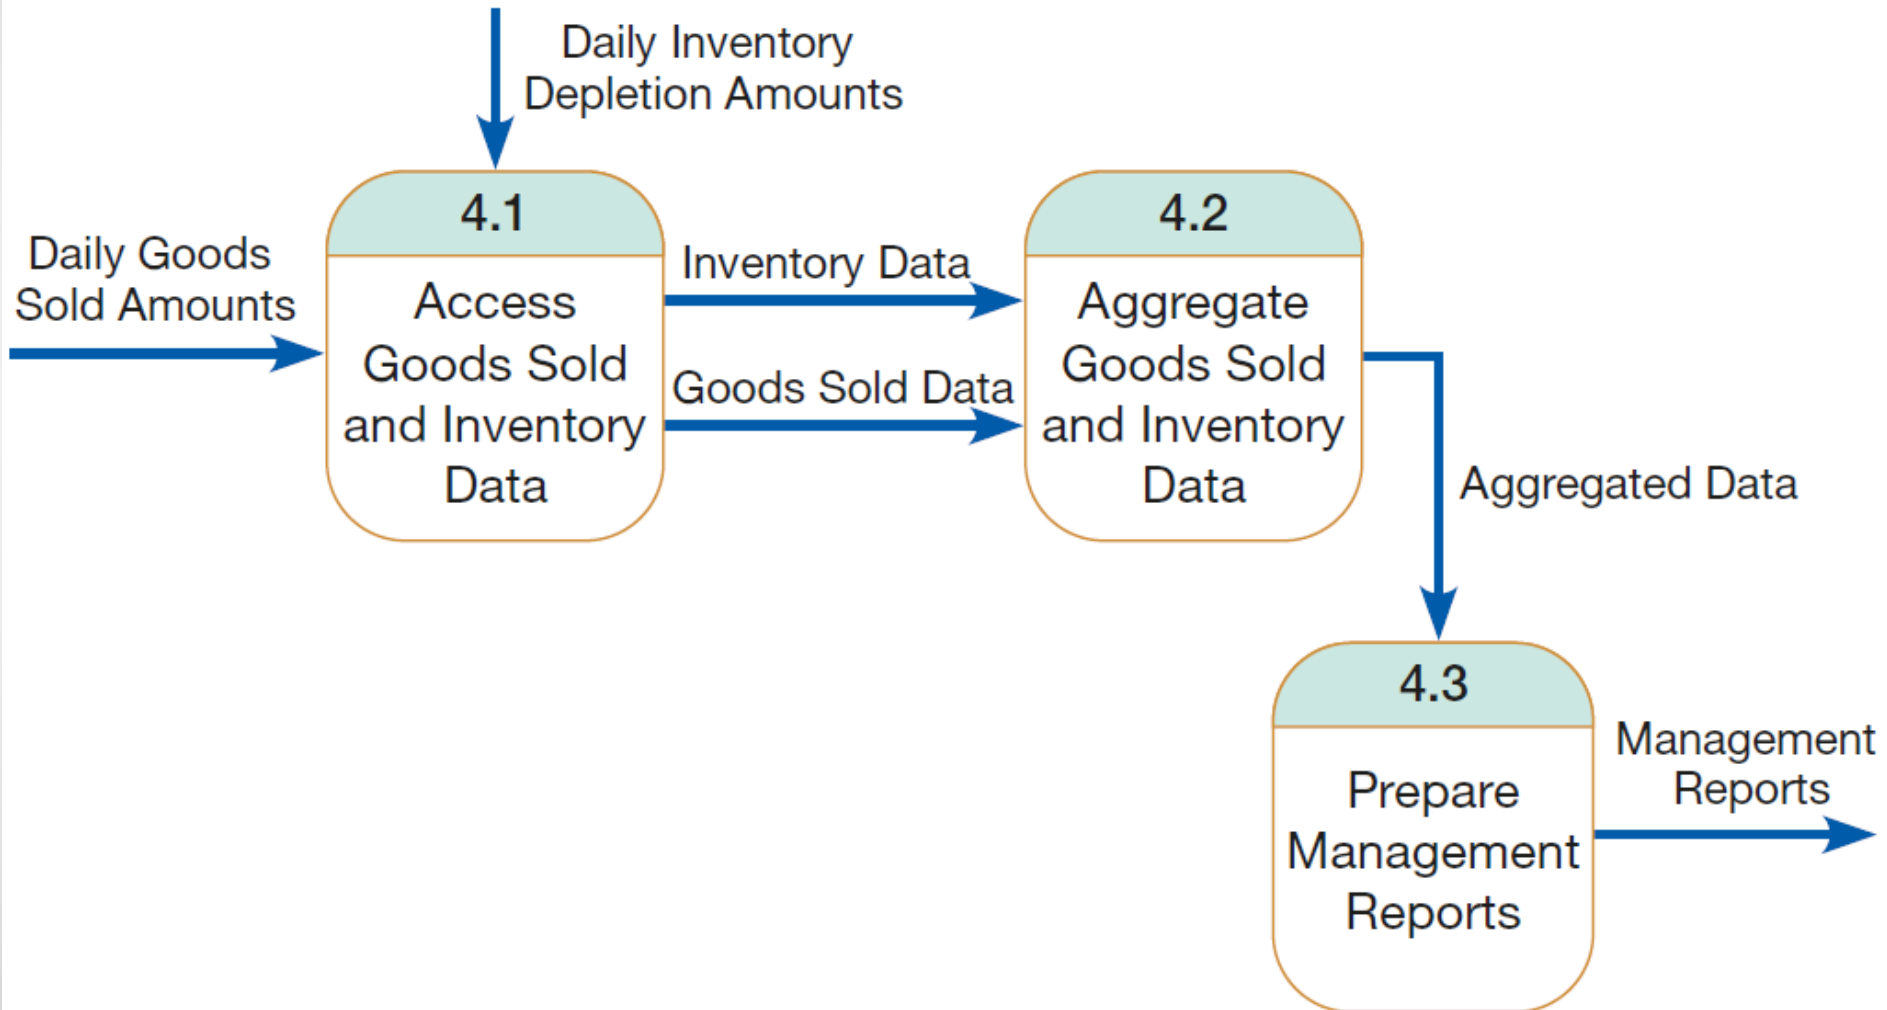 Daily Inventory
Depletion Amounts
Daily Goods
Sold Amounts
4.1
Access
Goods Sold
and Inventory
Data
Inventory Data
Goods Sold Data
4.2
Aggregate
Goods Sold
and Inventory
Data
Aggregated Data
4.3
Prepare
Management
Reports
Management
Reports